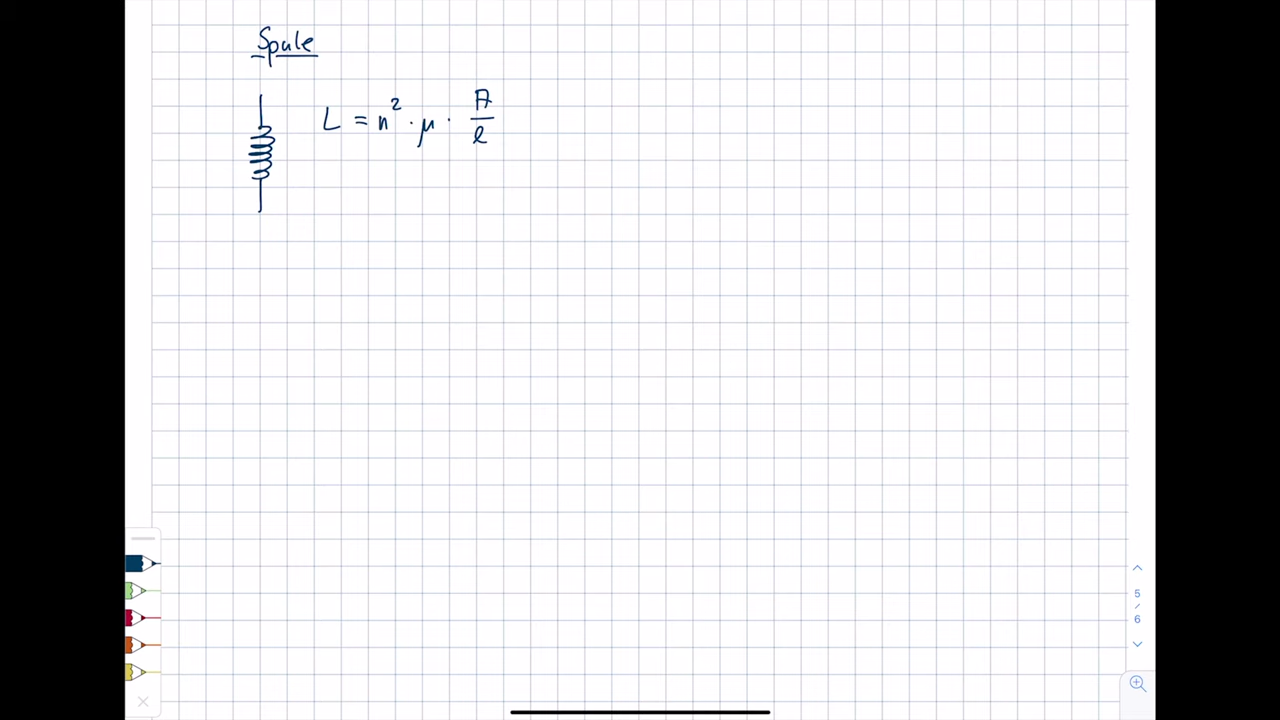 Spule
L = n² · μ · A/l
5
/
6